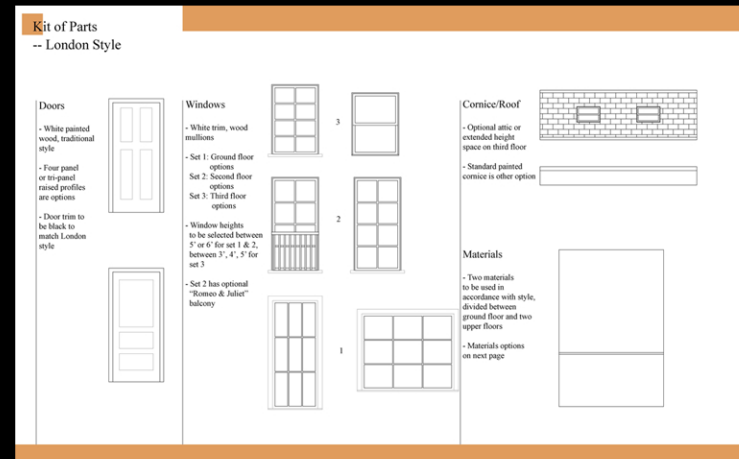 Kit of Parts
-- London Style
Doors
- White painted
wood, traditional
style
- Four panel
or tri-panel
raised profiles
are options
- Door trim to
be black to
match London
style
Windows
- White trim, wood
mullions
- Set 1: Ground floor
options
Set 2: Second floor
options
Set 3: Third floor
options
- Window heights
to be selected between
5' or 6' for set 1 & 2,
between 3', 4', 5' for
set 3
- Set 2 has optional
"Romeo & Juliet"
balcony
3
2
1
Cornice/Roof
- Optional attic or
extended height
space on third floor
- Standard painted
cornice is other option
Materials
- Two materials
to be used in
accordance with style,
divided between
ground floor and two
upper floors
- Materials options
on next page